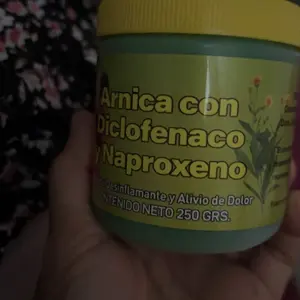 Arnica con
Diclofenaco
y Naproxeno
y Alivio de Dolor
NETO 250 GRS.